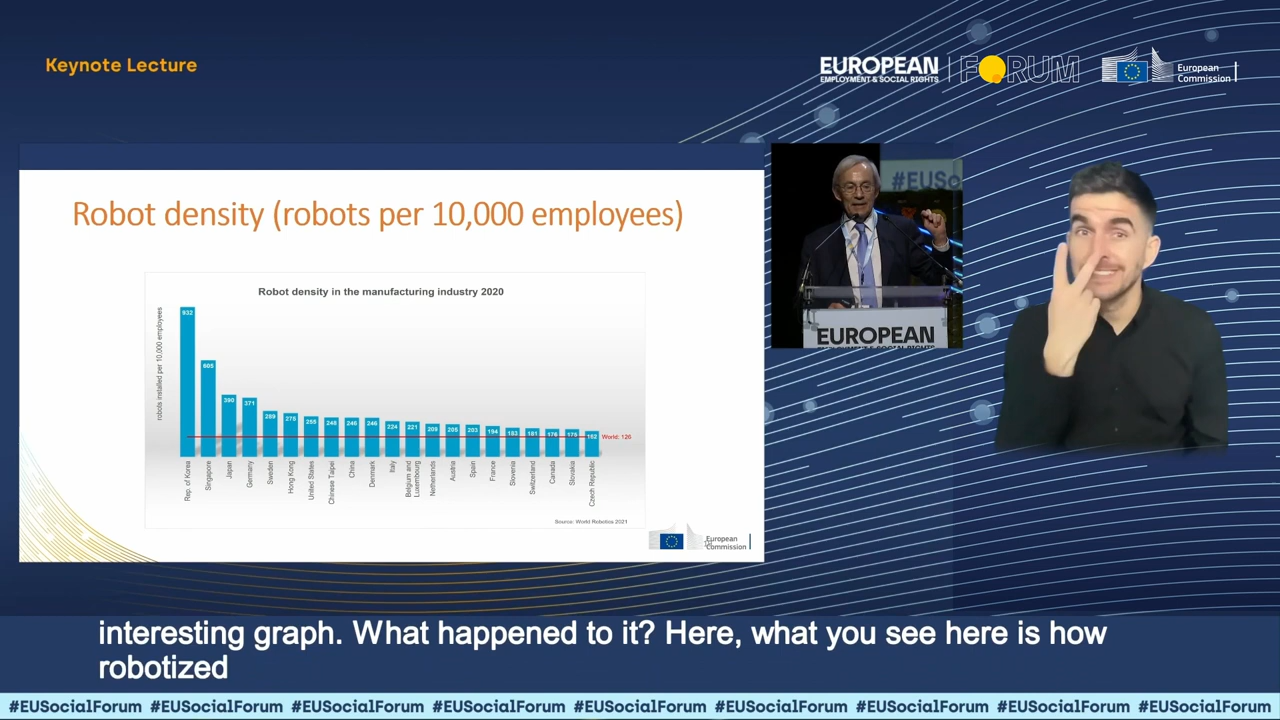 Keynote Lecture
EUROPEAN
EMPLOYMENT & SOCIAL RIGHTS
FORUM
European
Commission
#EUSo
EUROPEAN
Robot density (robots per 10,000 employees)
Robot density in the manufacturing industry 2020
robots installed per 10,000 employees
932
605
390
371
289
275
255
248
246
246
224
221
209
205
203
194
183
181
176
175
162
World: 126
Rep. of Korea
Singapore
Japan
Germany
Sweden
Hong Kong
United States
Chinese Taipei
China
Denmark
Italy
Belgium and
Luxembourg
Netherlands
Austria
Spain
France
Slovenia
Switzerland
Canada
Slovakia
Czech Republic
Source: World Robotics 2021
European
Commission
interesting graph. What happened to it? Here, what you see here is how
robotized
#EUSocialForum #EUSocialForum #EUSocialForum #EUSocialForum #EUSocialForum #EUSocialForum #EUSocialForum #EUSocialForum #EUSocialForum